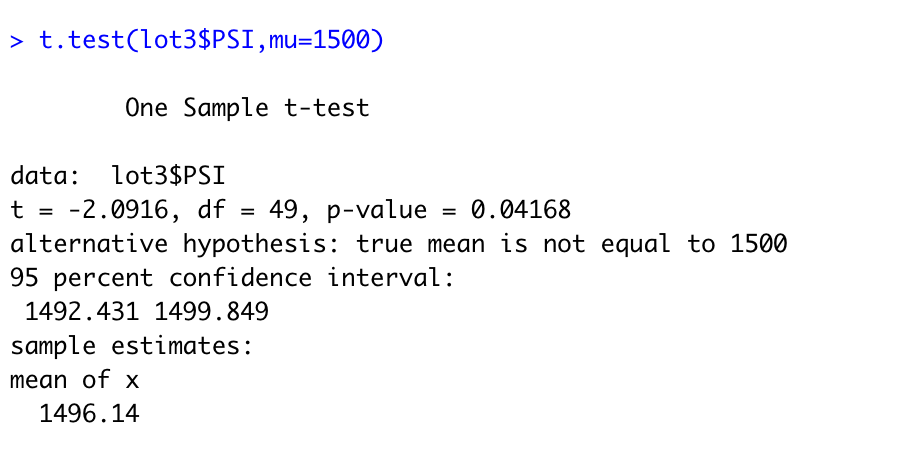 > t.test(lot3$PSI,mu=1500)
One Sample t-test
data:  lot3$PSI
t = -2.0916, df = 49, p-value = 0.04168
alternative hypothesis: true mean is not equal to 1500
95 percent confidence interval:
 1492.431 1499.849
sample estimates:
mean of x
  1496.14